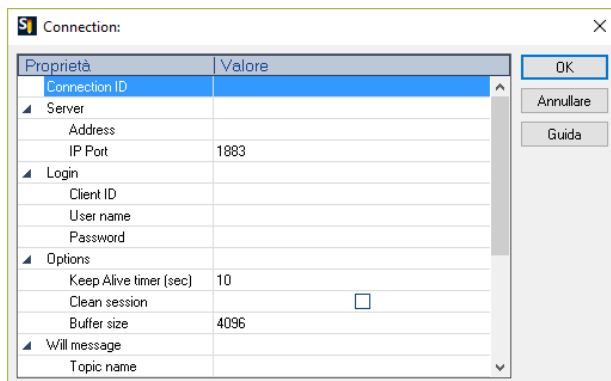 S Connection:
Proprietà Valore
Connection ID
Server
Address
IP Port 1883
Login
Client ID
User name
Password
Options
Keep Alive timer (sec) 10
Clean session
Buffer size 4096
Will message
Topic name
OK
Annullare
Guida